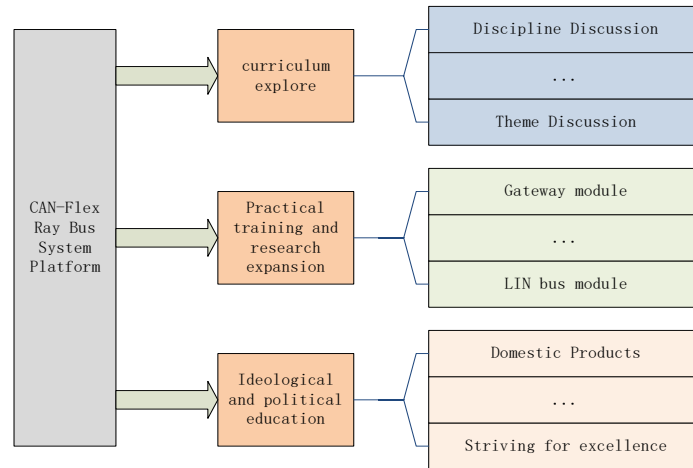 CAN-Flex
Ray Bus
System
Platform
curriculum
explore
Discipline Discussion
...
Theme Discussion
Practical
training and
research
expansion
Gateway module
...
LIN bus module
Ideological
and political
education
Domestic Products
...
Striving for excellence